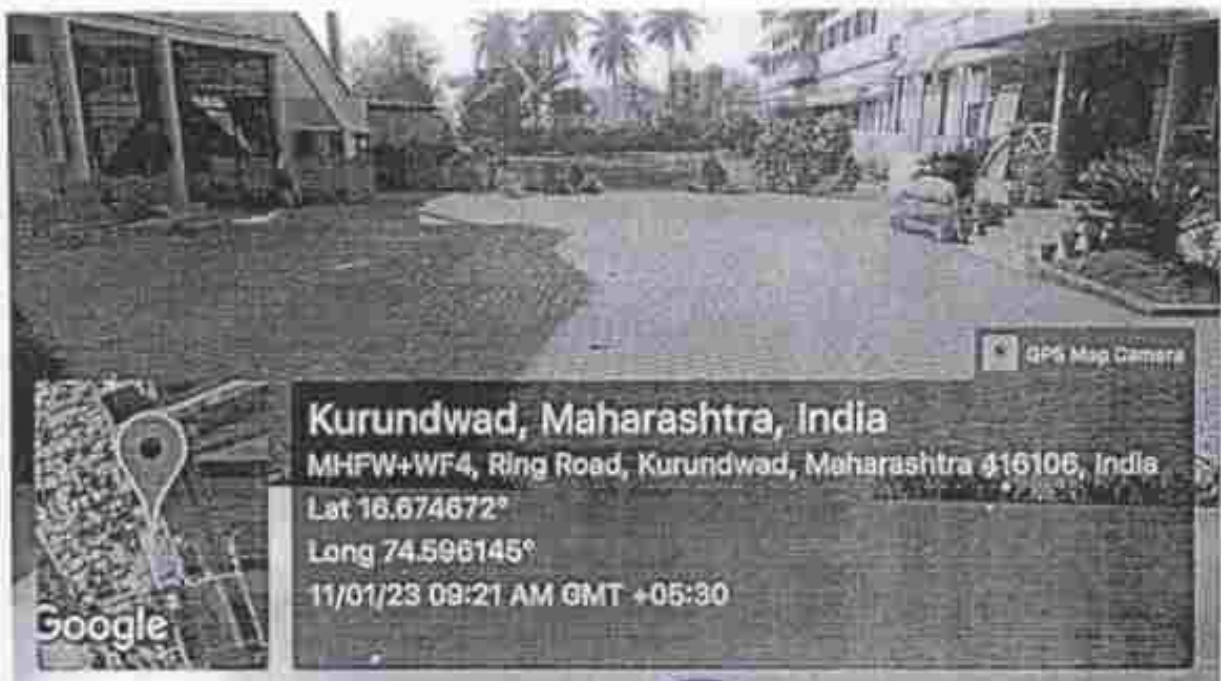 GPS Map Camera
Kurundwad, Maharashtra, India
MHFW+WF4, Ring Road, Kurundwad, Maharashtra 416106, India
Lat 16.674672°
Long 74.596145°
11/01/23 09:21 AM GMT +05:30
Google